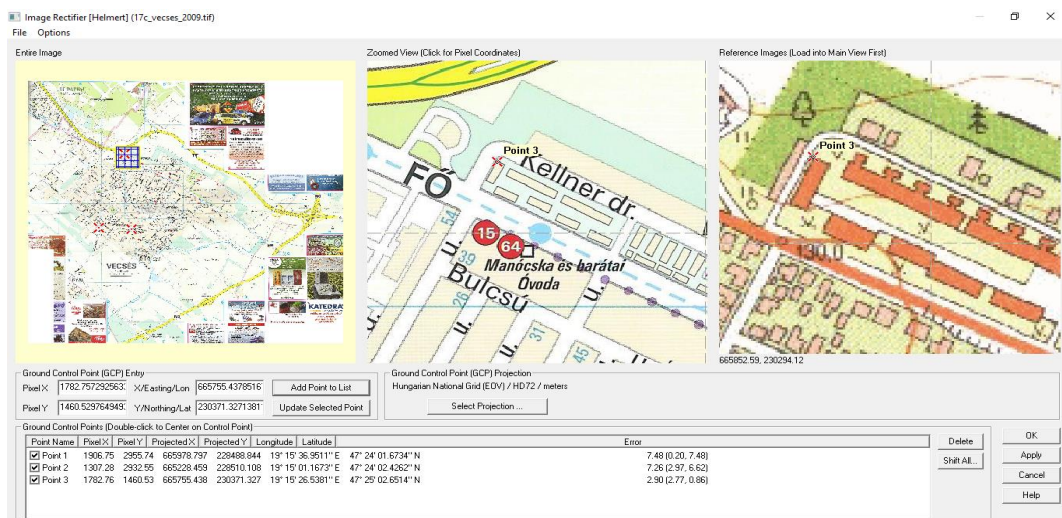 Image Rectifier [Helmert] (17c_vecses_2009.tif)
File Options
Entire Image
VECSÉS
KATEDRA
Zoomed View (Click for Pixel Coordinates)
Point 3
Kellner dr.
FŐ
54
u.
15
64
39
Manócska és barátai
Óvoda
u.
Bulcsú
26
u.
u.
31
u.
45
Reference Images (Load into Main View First)
Point 3
130.0
665852.59, 230294.12
Ground Control Point (GCP) Entry
Pixel X 1782.757292563 X/Easting/Lon 665755.4378516 Add Point to List
Pixel Y 1460.529764949 Y/Northing/Lat 230371.3271381 Update Selected Point
Ground Control Point (GCP) Projection
Hungarian National Grid (EOV) / HD72 / meters
Select Projection ...
Ground Control Points (Double-click to Center on Control Point)
Point Name Pixel X Pixel Y Projected X Projected Y Longitude Latitude Error
Point 1 1906.75 2955.74 665978.797 228488.844 19° 15' 36.9511'' E 47° 24' 01.6734'' N 7.48 (0.20, 7.48)
Point 2 1307.28 2932.55 665228.459 228510.108 19° 15' 01.1673'' E 47° 24' 02.4262'' N 7.26 (2.97, 6.62)
Point 3 1782.76 1460.53 665755.438 230371.327 19° 15' 26.5381'' E 47° 25' 02.6514'' N 2.90 (2.77, 0.86)
Delete
Shift All...
OK
Apply
Cancel
Help